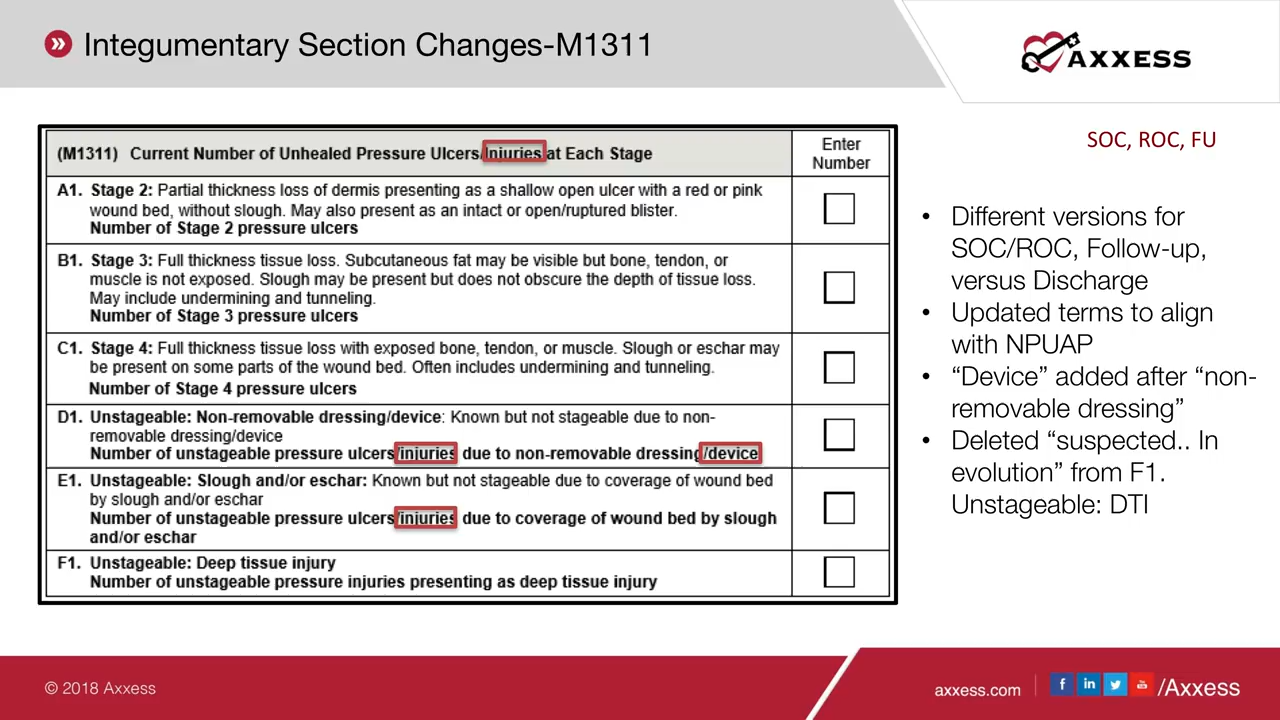 Integumentary Section Changes-M1311
AXXESS
SOC, ROC, FU
(M1311) Current Number of Unhealed Pressure Ulcers/Injuries at Each Stage
Enter
Number
A1. Stage 2: Partial thickness loss of dermis presenting as a shallow open ulcer with a red or pink
wound bed, without slough. May also present as an intact or open/ruptured blister.
Number of Stage 2 pressure ulcers
B1. Stage 3: Full thickness tissue loss. Subcutaneous fat may be visible but bone, tendon, or
muscle is not exposed. Slough may be present but does not obscure the depth of tissue loss.
May include undermining and tunneling.
Number of Stage 3 pressure ulcers
C1. Stage 4: Full thickness tissue loss with exposed bone, tendon, or muscle. Slough or eschar may
be present on some parts of the wound bed. Often includes undermining and tunneling.
Number of Stage 4 pressure ulcers
D1. Unstageable: Non-removable dressing/device: Known but not stageable due to non-
removable dressing/device
Number of unstageable pressure ulcers/injuries due to non-removable dressing/device
E1. Unstageable: Slough and/or eschar: Known but not stageable due to coverage of wound bed
by slough and/or eschar
Number of unstageable pressure ulcers/injuries due to coverage of wound bed by slough
and/or eschar
F1. Unstageable: Deep tissue injury
Number of unstageable pressure injuries presenting as deep tissue injury
• Different versions for
SOC/ROC, Follow-up,
versus Discharge
• Updated terms to align
with NPUAP
• “Device” added after “non-
removable dressing”
• Deleted “suspected.. In
evolution” from F1.
Unstageable: DTI
© 2018 Axxess
axxess.com
/Axxess